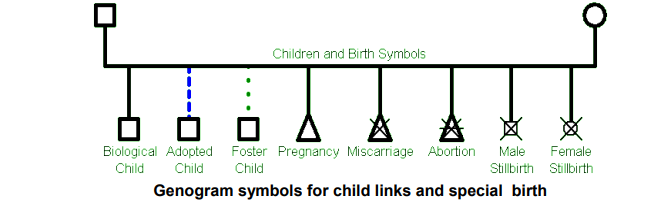 Children and Birth Symbols
Biological Adopted Foster Pregnancy Miscarriage Abortion Male Female
Child Child Child Stillbirth Stillbirth
Genogram symbols for child links and special birth